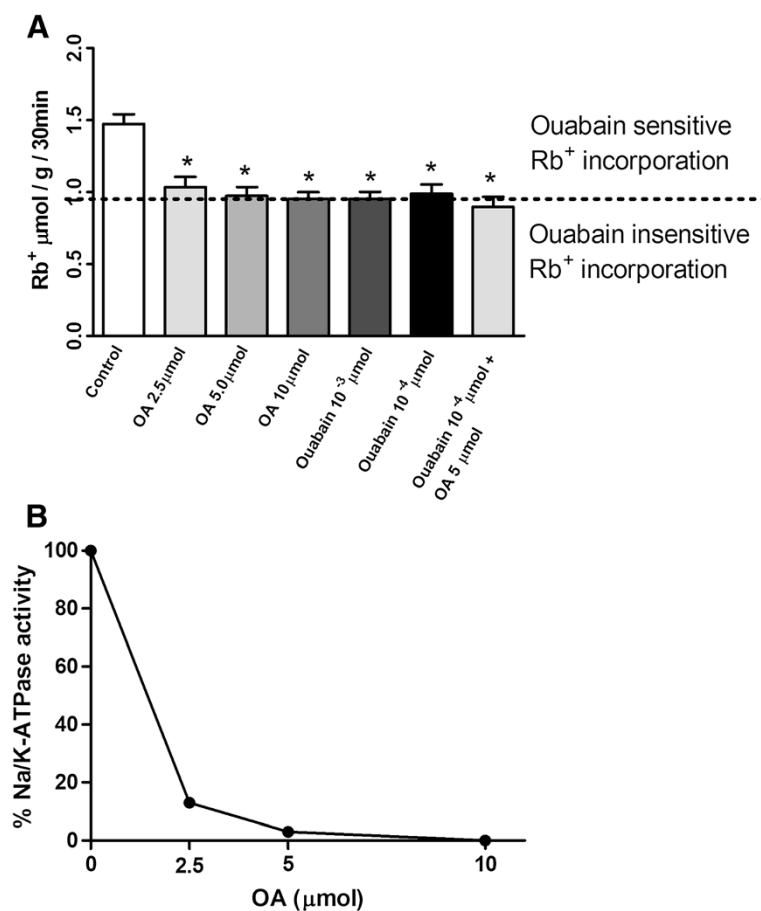 A
Rb⁺ μmol / g / 30min
2.0
1.5
1.0
0.5
0.0
*
*
*
*
*
*
Ouabain sensitive
Rb⁺ incorporation
Ouabain insensitive
Rb⁺ incorporation
Control
OA 2.5μmol
OA 5.0μmol
OA 10μmol
Ouabain 10⁻³ μmol
Ouabain 10⁻⁴ μmol
Ouabain 10⁻⁴ μmol +
OA 5 μmol
B
% Na/K-ATPase activity
100
80
60
40
20
0
0
2.5
5
10
OA (μmol)